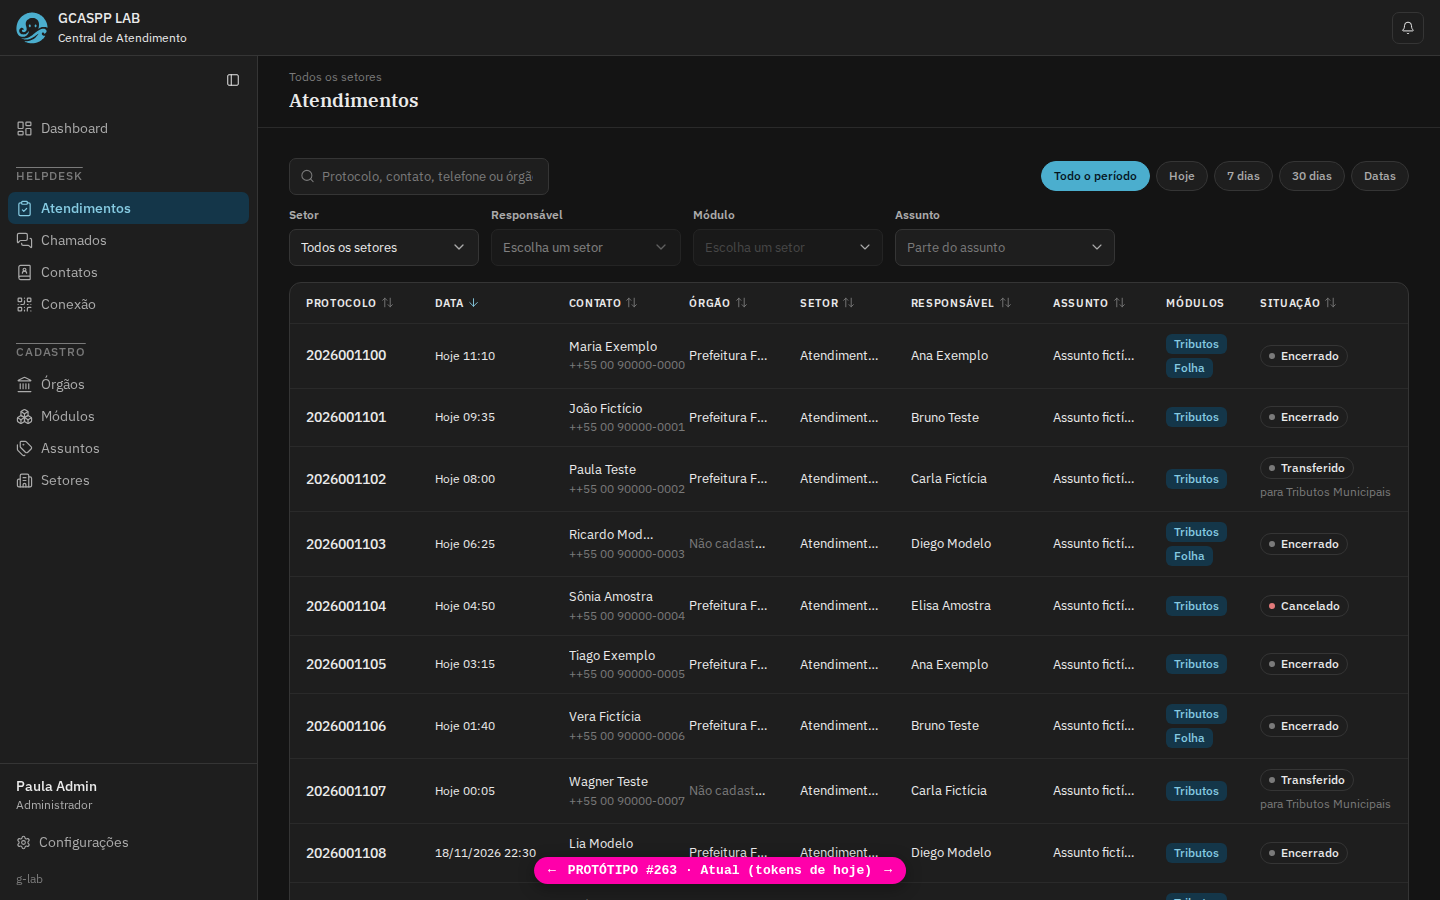 GCASPP LAB
Central de Atendimento
Dashboard
HELPDESK
Atendimentos
Chamados
Contatos
Conexão
CADASTRO
Órgãos
Módulos
Assuntos
Setores
Paula Admin
Administrador
Configurações
g-lab
Todos os setores
Atendimentos
Protocolo, contato, telefone ou órgã
Todo o período Hoje 7 dias 30 dias Datas
Setor Responsável Módulo Assunto
Todos os setores Escolha um setor Escolha um setor Parte do assunto
PROTOCOLO DATA CONTATO ÓRGÃO SETOR RESPONSÁVEL ASSUNTO MÓDULOS SITUAÇÃO
2026001100 Hoje 11:10 Maria Exemplo ++55 00 90000-0000 Prefeitura F… Atendiment… Ana Exemplo Assunto fictí… Tributos Folha Encerrado
2026001101 Hoje 09:35 João Fictício ++55 00 90000-0001 Prefeitura F… Atendiment… Bruno Teste Assunto fictí… Tributos Encerrado
2026001102 Hoje 08:00 Paula Teste ++55 00 90000-0002 Prefeitura F… Atendiment… Carla Fictícia Assunto fictí… Tributos Transferido para Tributos Municipais
2026001103 Hoje 06:25 Ricardo Mod… ++55 00 90000-0003 Não cadast… Atendiment… Diego Modelo Assunto fictí… Tributos Folha Encerrado
2026001104 Hoje 04:50 Sônia Amostra ++55 00 90000-0004 Prefeitura F… Atendiment… Elisa Amostra Assunto fictí… Tributos Cancelado
2026001105 Hoje 03:15 Tiago Exemplo ++55 00 90000-0005 Prefeitura F… Atendiment… Ana Exemplo Assunto fictí… Tributos Encerrado
2026001106 Hoje 01:40 Vera Fictícia ++55 00 90000-0006 Prefeitura F… Atendiment… Bruno Teste Assunto fictí… Tributos Folha Encerrado
2026001107 Hoje 00:05 Wagner Teste ++55 00 90000-0007 Não cadast… Atendiment… Carla Fictícia Assunto fictí… Tributos Transferido para Tributos Municipais
2026001108 18/11/2026 22:30 Lia Modelo Prefeitura F… Atendiment… Diego Modelo Assunto fictí… Tributos Encerrado
← PROTÓTIPO #263 · Atual (tokens de hoje) →